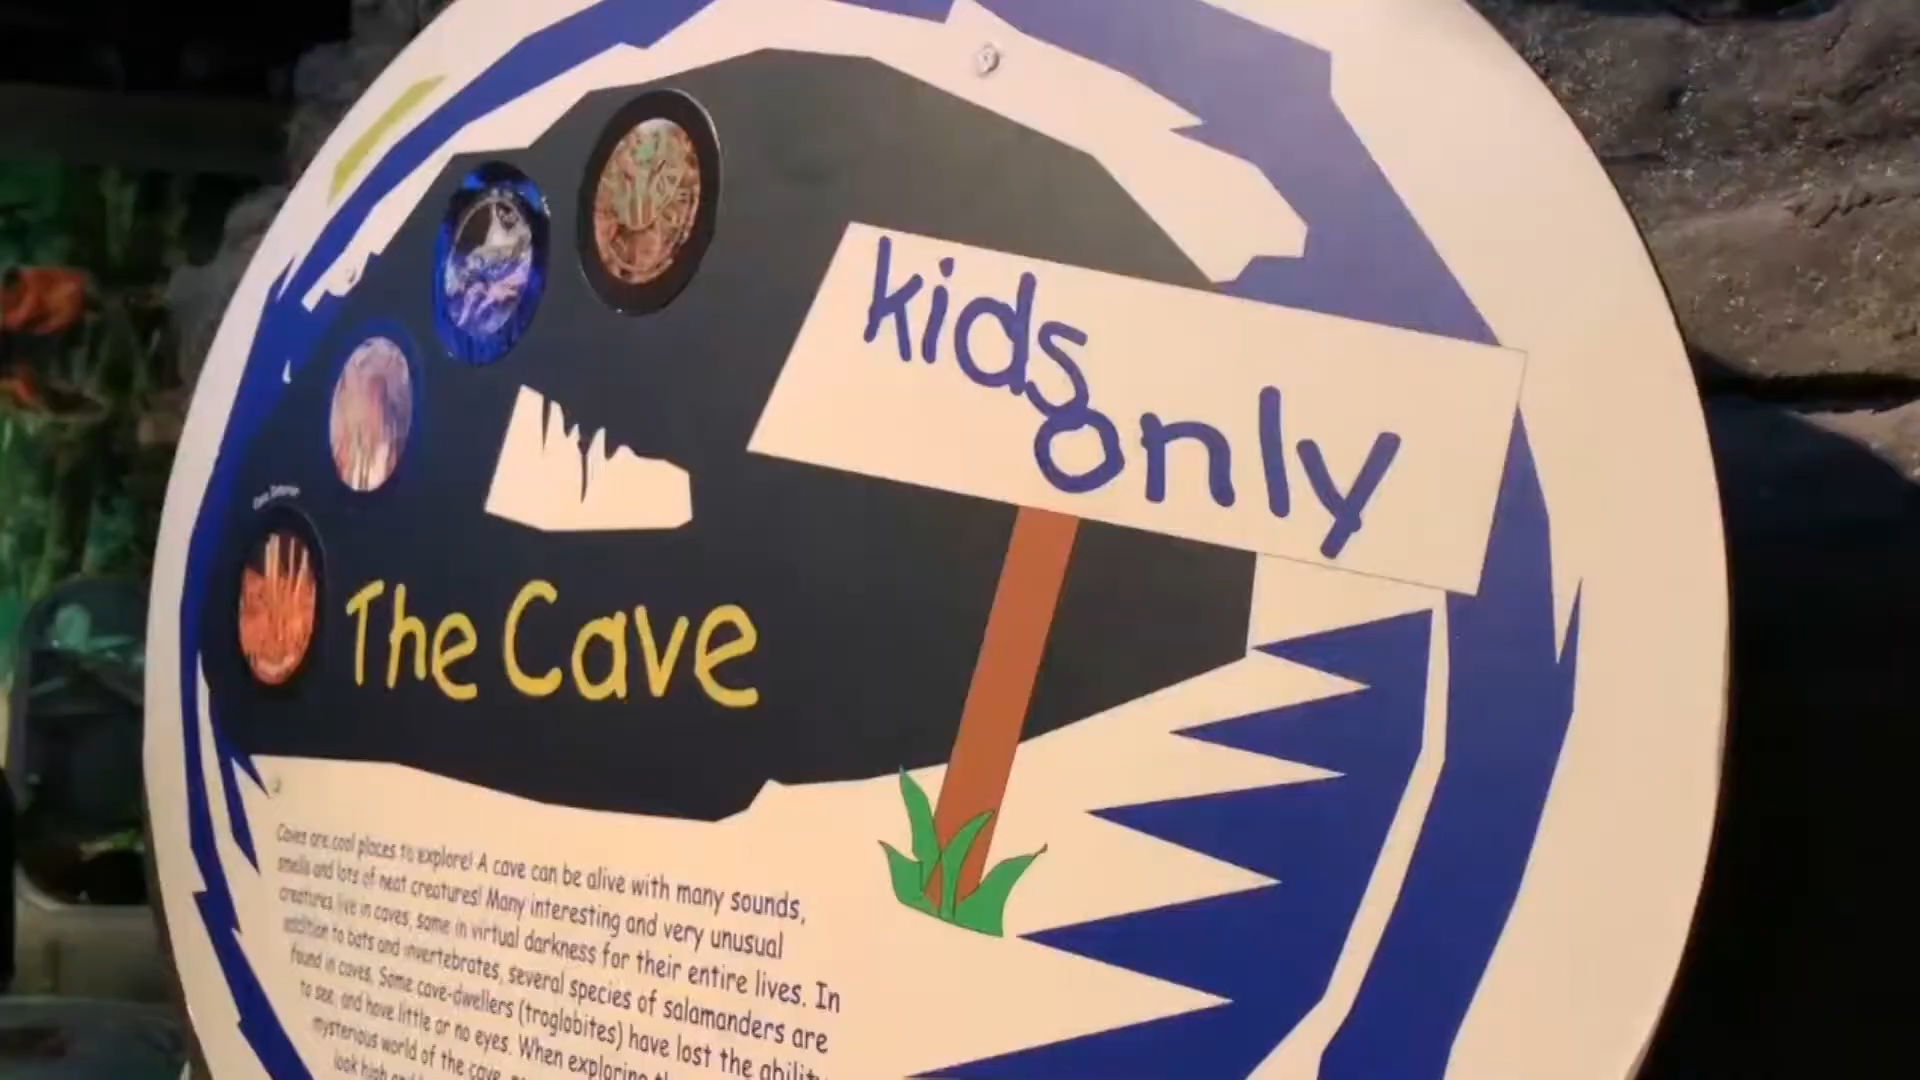 kids
only
The Cave
Caves are cool places to explore! A cave can be alive with many sounds,
smells and lots of neat creatures! Many interesting and very unusual
creatures live in caves, some in virtual darkness for their entire lives. In
addition to bats and invertebrates, several species of salamanders are
found in caves. Some cave-dwellers (troglobites) have lost the ability
to see, and have little or no eyes. When exploring
mysterious world of the cave,
look high and